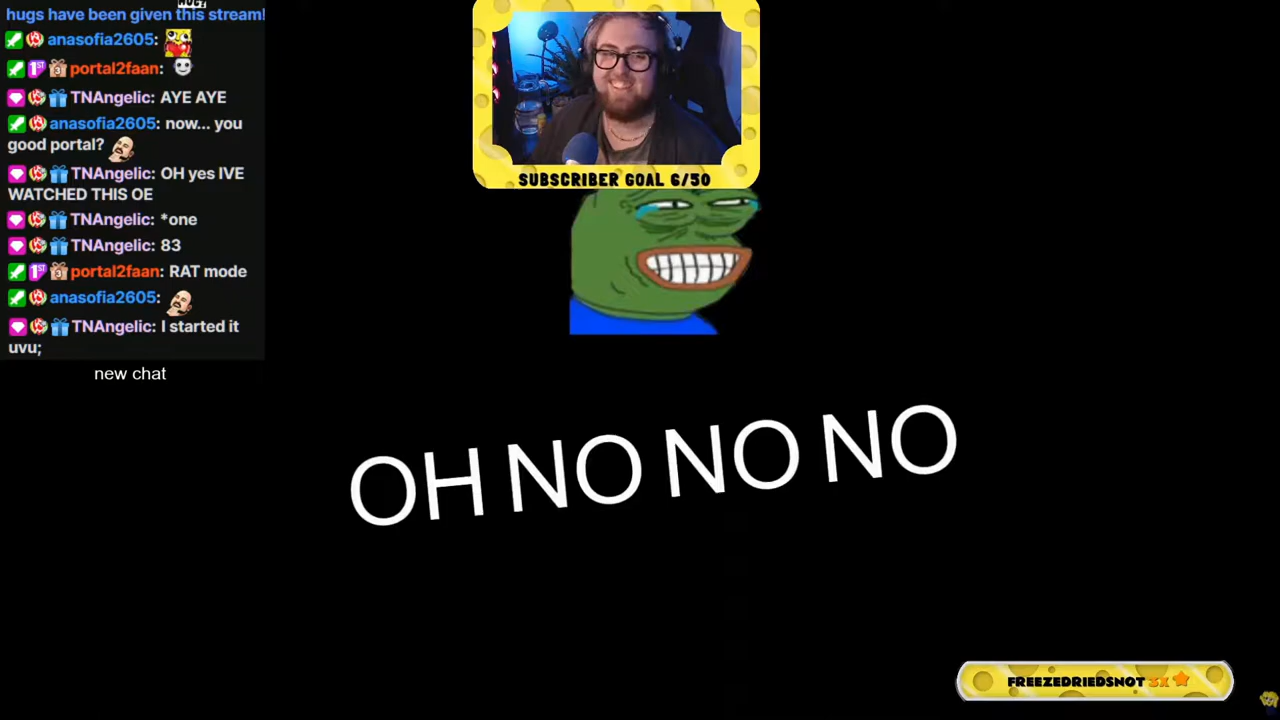 HUG?
hugs have been given this stream!
anasofia2605:
portal2faan:
TNAngelic: AYE AYE
anasofia2605: now... you
good portal?
TNAngelic: OH yes IVE
WATCHED THIS OE
TNAngelic: *one
TNAngelic: 83
portal2faan: RAT mode
anasofia2605:
TNAngelic: I started it
uvu;
new chat
SUBSCRIBER GOAL 6/50
OH NO NO NO
FREEZEDRIEDSNOT 3X